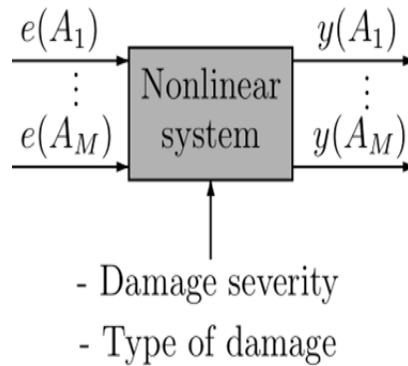 e(A_1) y(A_1)
⋮ Nonlinear ⋮
e(A_M) system y(A_M)
- Damage severity
- Type of damage